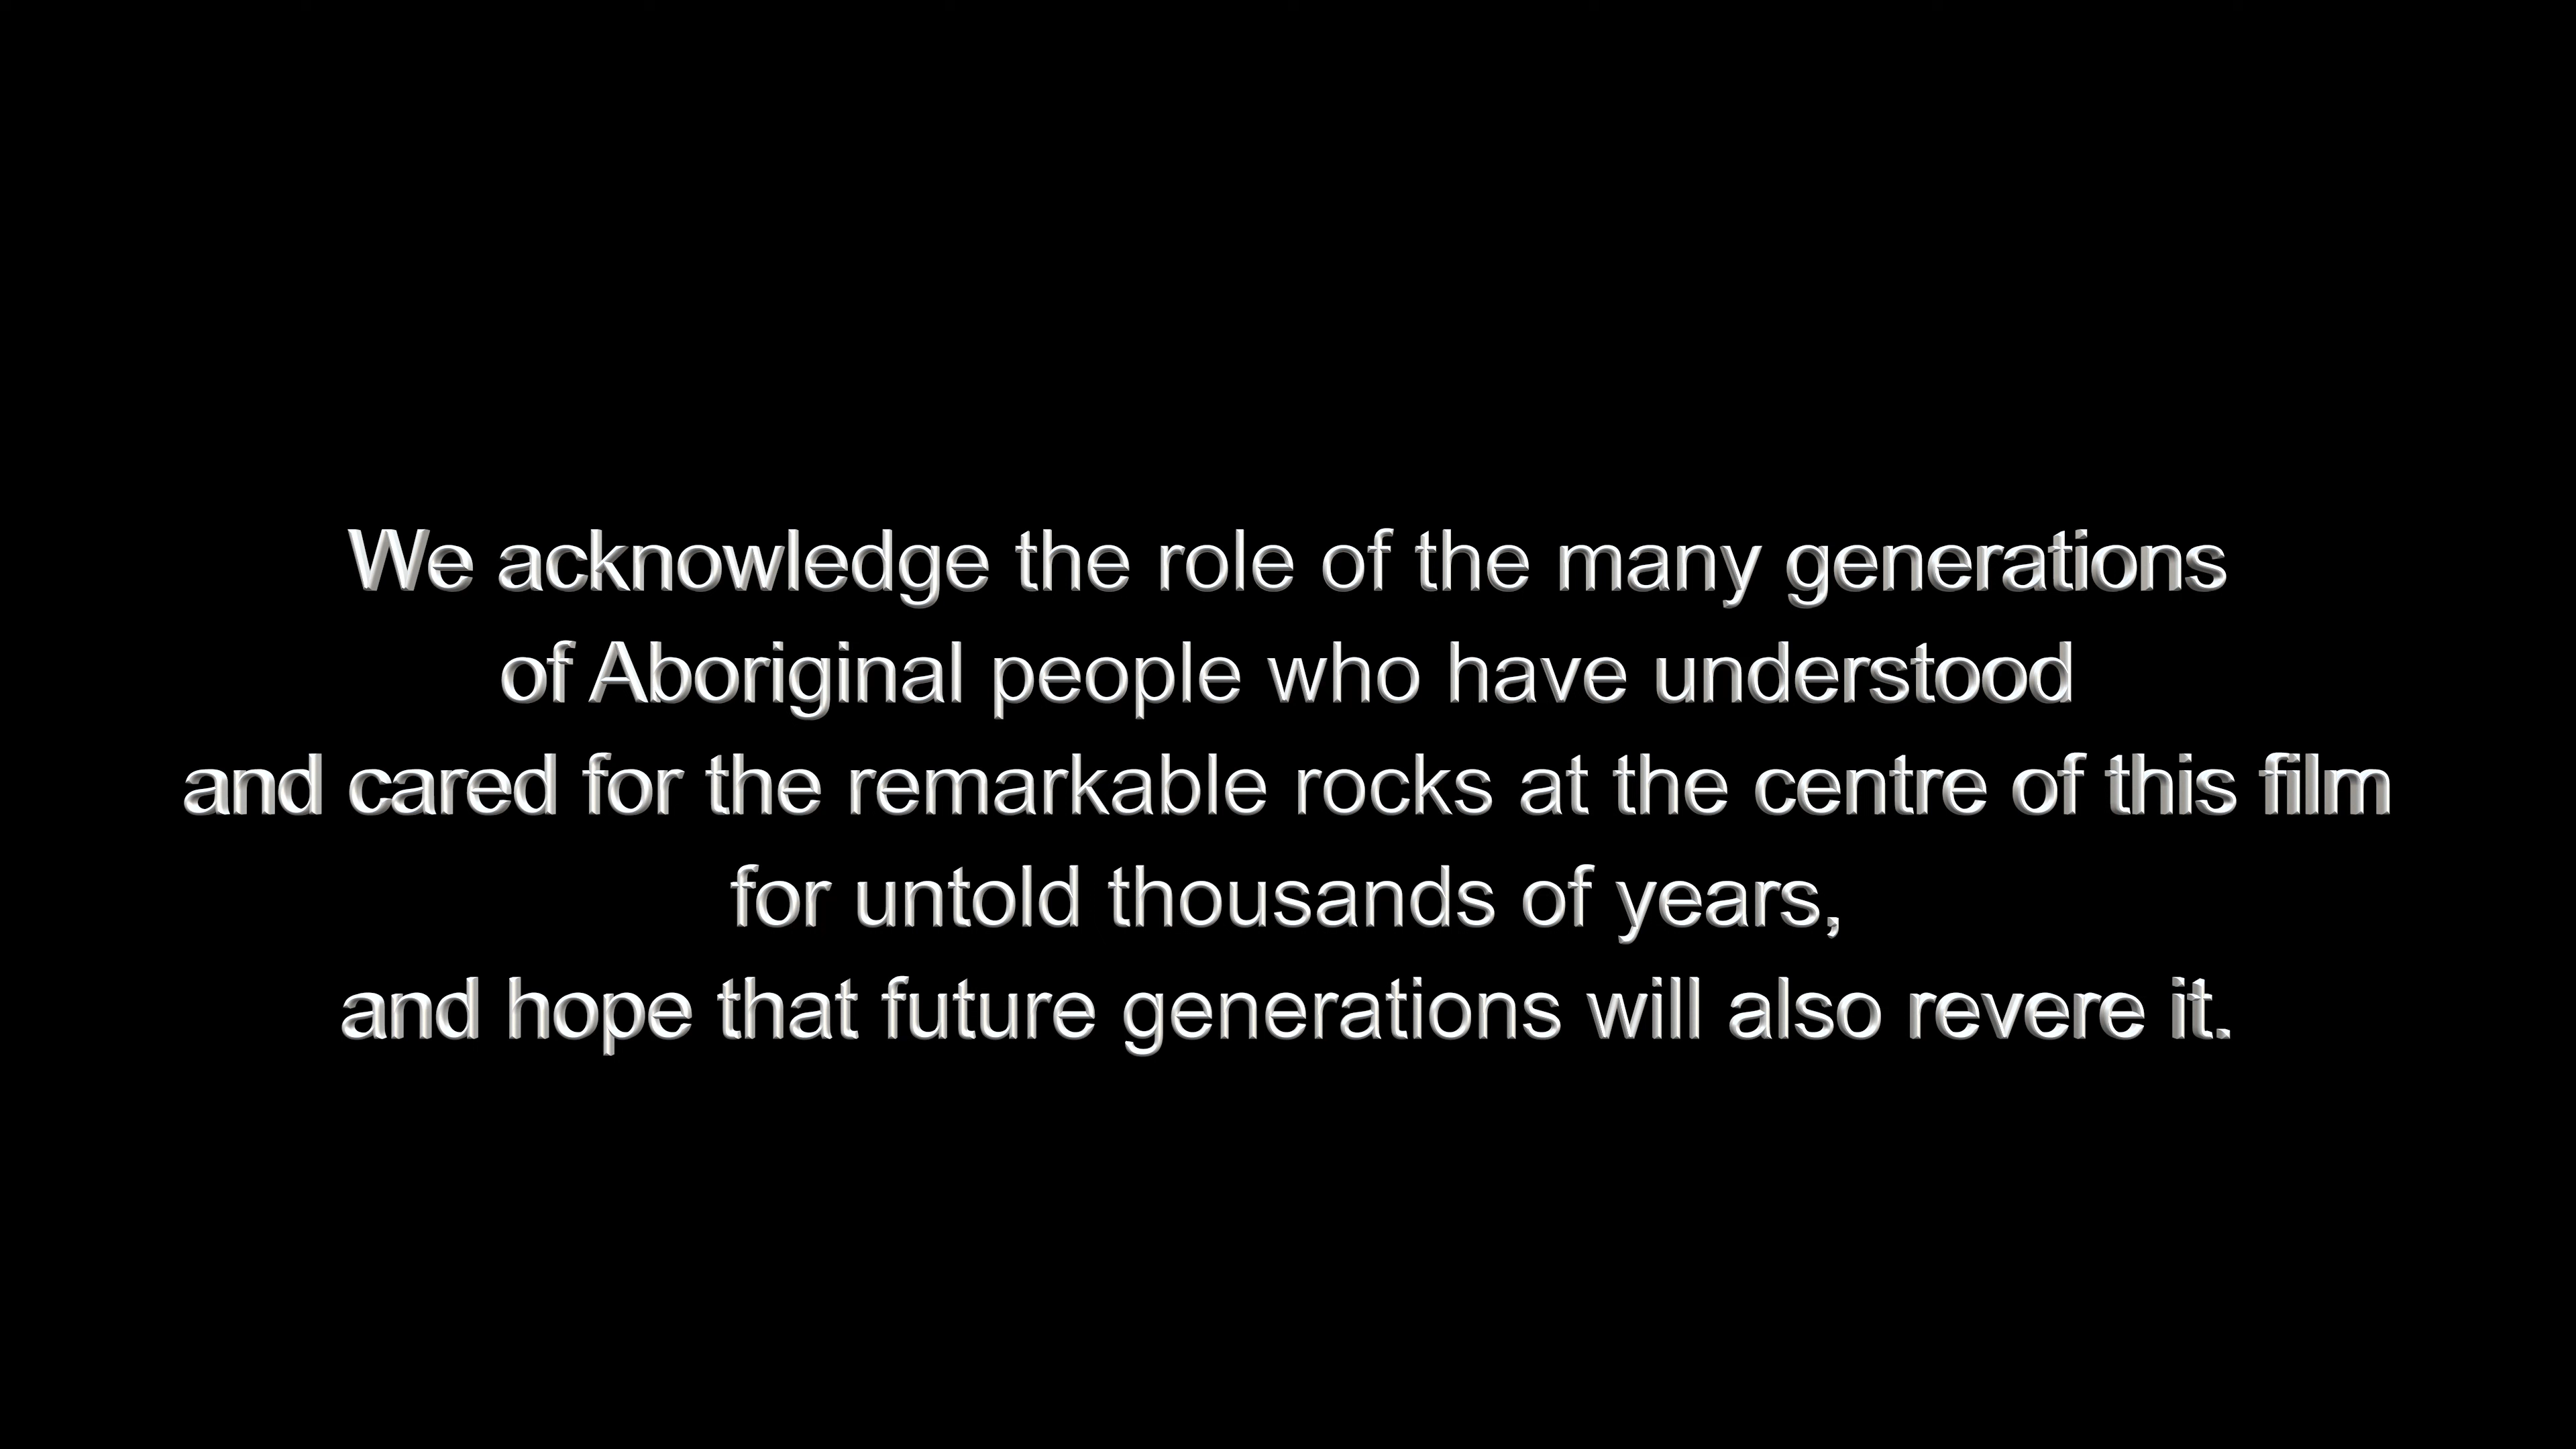 We acknowledge the role of the many generations
of Aboriginal people who have understood
and cared for the remarkable rocks at the centre of this film
for untold thousands of years,
and hope that future generations will also revere it.